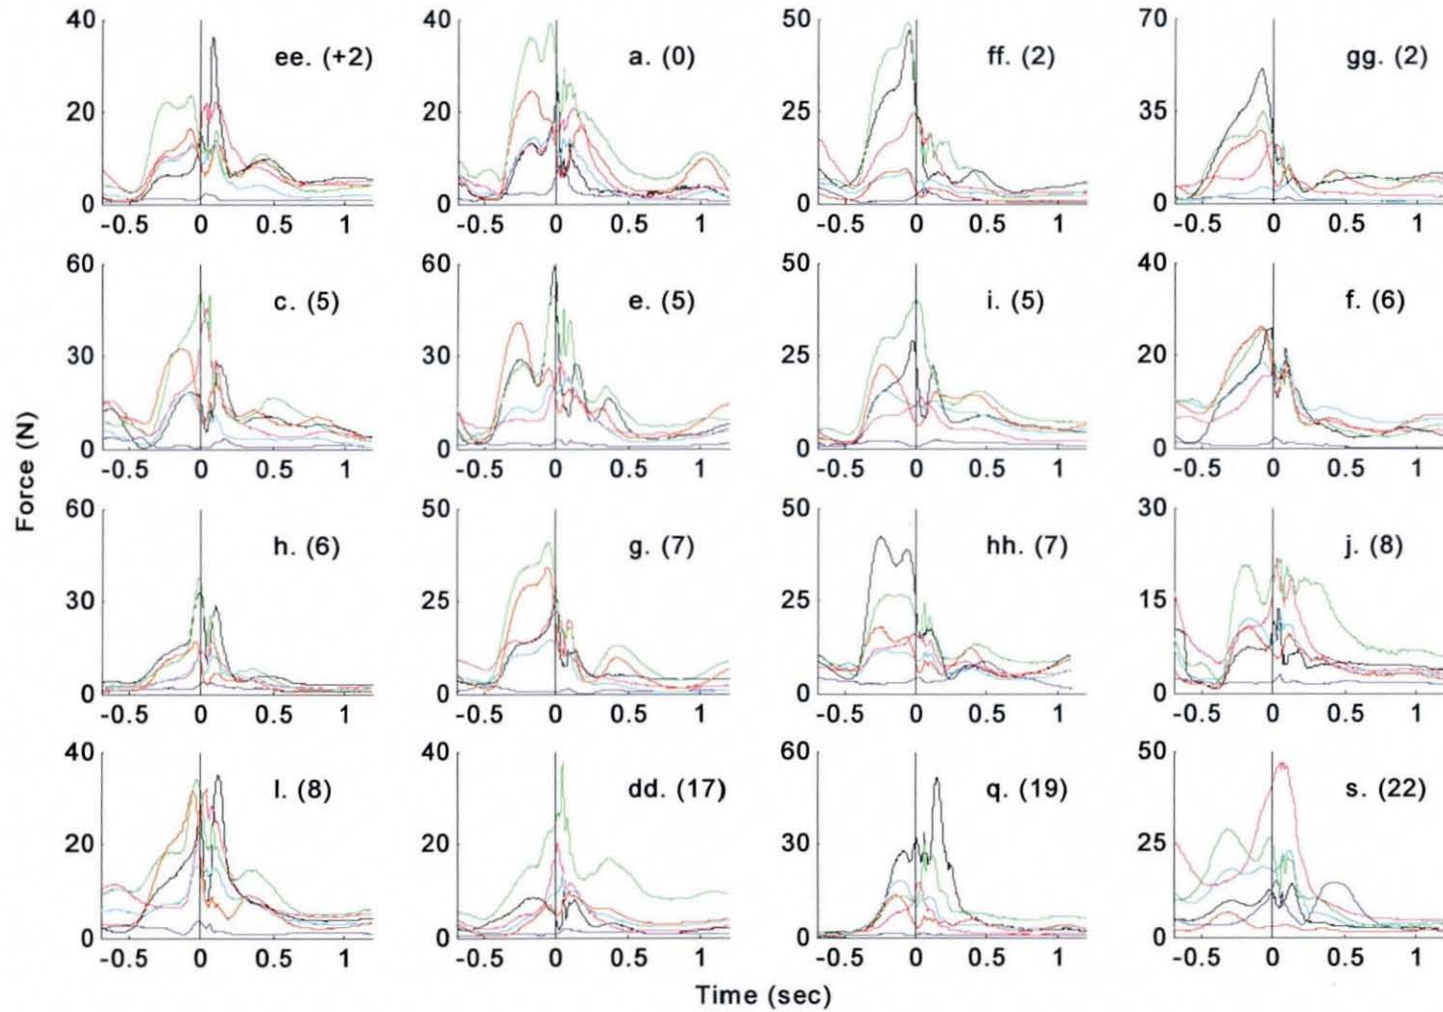 40 20 0 ee. (+2) -0.5 0 0.5 1
40 20 0 a. (0) -0.5 0 0.5 1
50 25 0 ff. (2) -0.5 0 0.5 1
70 35 0 gg. (2) -0.5 0 0.5 1
60 30 0 c. (5) -0.5 0 0.5 1
60 30 0 e. (5) -0.5 0 0.5 1
50 25 0 i. (5) -0.5 0 0.5 1
40 20 0 f. (6) -0.5 0 0.5 1
Force (N)
60 30 0 h. (6) -0.5 0 0.5 1
50 25 0 g. (7) -0.5 0 0.5 1
50 25 0 hh. (7) -0.5 0 0.5 1
30 15 0 j. (8) -0.5 0 0.5 1
40 20 0 l. (8) -0.5 0 0.5 1
40 20 0 dd. (17) -0.5 0 0.5 1
60 30 0 q. (19) -0.5 0 0.5 1
50 25 0 s. (22) -0.5 0 0.5 1
Time (sec)